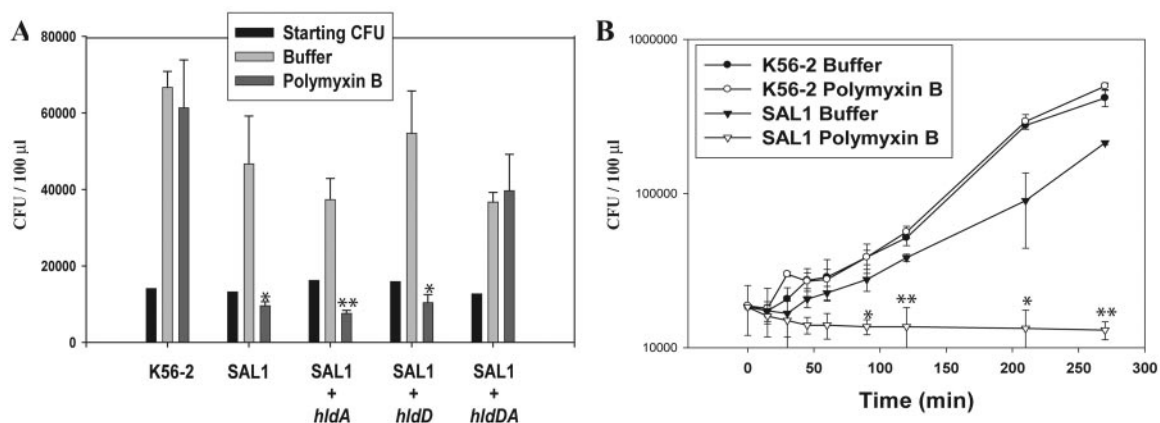 A
Starting CFU
Buffer
Polymyxin B
CFU / 100 µl
80000
60000
40000
20000
0
*
**
*
K56-2
SAL1
SAL1
+
hldA
SAL1
+
hldD
SAL1
+
hldDA
B
K56-2 Buffer
K56-2 Polymyxin B
SAL1 Buffer
SAL1 Polymyxin B
CFU / 100 µl
1000000
100000
10000
*
**
*
**
0 50 100 150 200 250 300
Time (min)